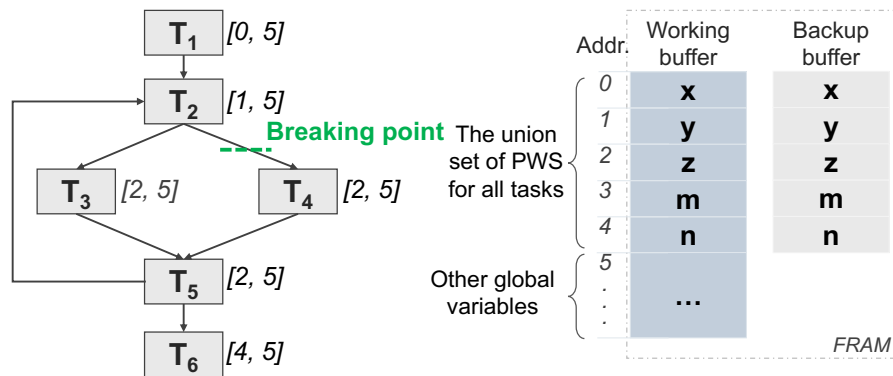 T1 [0, 5]
T2 [1, 5]
Breaking point
T3 [2, 5]
T4 [2, 5]
T5 [2, 5]
T6 [4, 5]
Addr.
Working
buffer
Backup
buffer
The union
set of PWS
for all tasks
0 x x
1 y y
2 z z
3 m m
4 n n
Other global
variables
5
.
.
.
...
FRAM